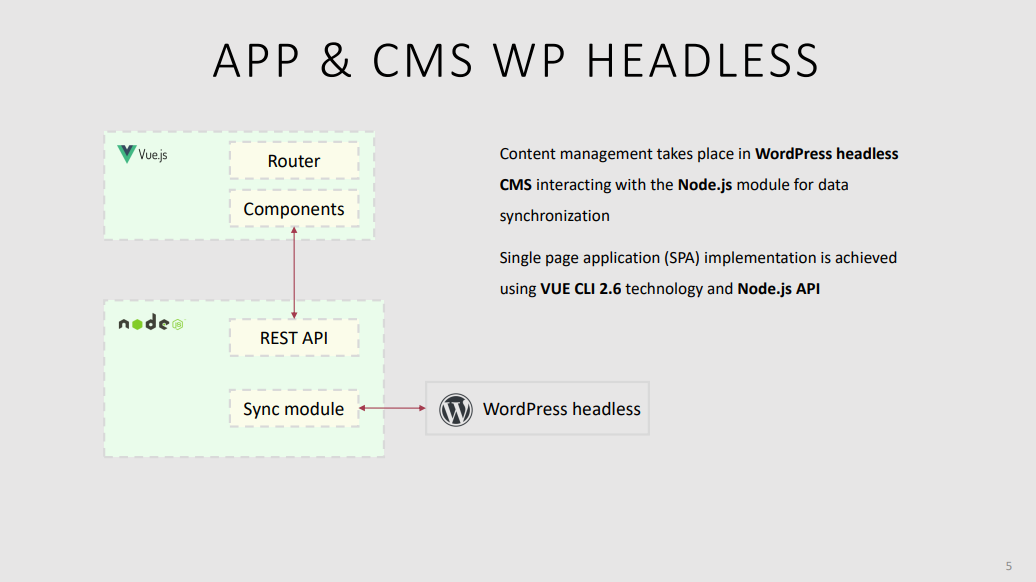 APP & CMS WP HEADLESS
Vue.js
Router
Components
node
JS
REST API
Sync module
WordPress headless
Content management takes place in WordPress headless
CMS interacting with the Node.js module for data
synchronization
Single page application (SPA) implementation is achieved
using VUE CLI 2.6 technology and Node.js API
5